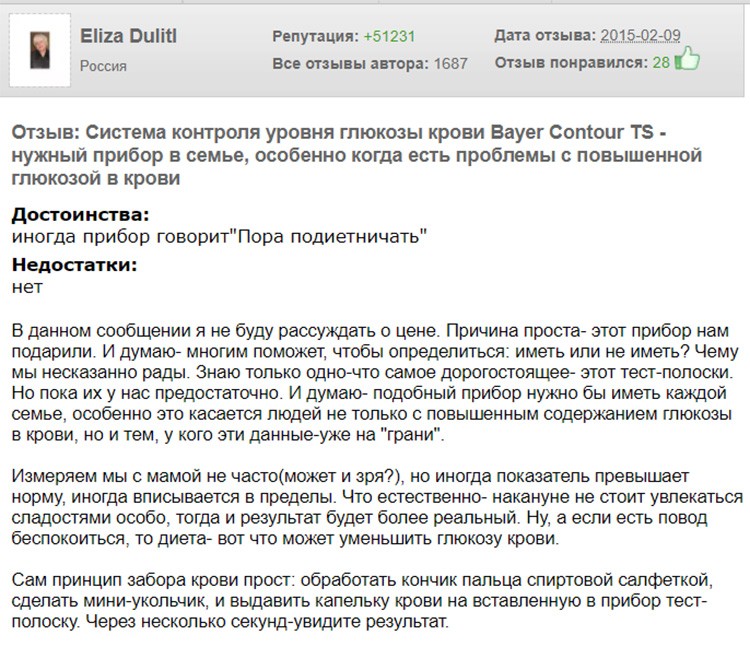 Eliza Dulitl
Россия
Репутация: +51231
Все отзывы автора: 1687
Дата отзыва: 2015-02-09
Отзыв понравился: 28
Отзыв: Система контроля уровня глюкозы крови Bayer Contour TS -
нужный прибор в семье, особенно когда есть проблемы с повышенной
глюкозой в крови
Достоинства:
иногда прибор говорит"Пора подиетничать"
Недостатки:
нет
В данном сообщении я не буду рассуждать о цене. Причина проста- этот прибор нам
подарили. И думаю- многим поможет, чтобы определиться: иметь или не иметь? Чему
мы несказанно рады. Знаю только одно-что самое дорогостоящее- этот тест-полоски.
Но пока их у нас предостаточно. И думаю- подобный прибор нужно бы иметь каждой
семье, особенно это касается людей не только с повышенным содержанием глюкозы
в крови, но и тем, у кого эти данные-уже на "грани".
Измеряем мы с мамой не часто(может и зря?), но иногда показатель превышает
норму, иногда вписывается в пределы. Что естественно- накануне не стоит увлекаться
сладостями особо, тогда и результат будет более реальный. Ну, а если есть повод
беспокоиться, то диета- вот что может уменьшить глюкозу крови.
Сам принцип забора крови прост: обработать кончик пальца спиртовой салфеткой,
сделать мини-укольчик, и выдавить капельку крови на вставленную в прибор тест-
полоску. Через несколько секунд-увидите результат.